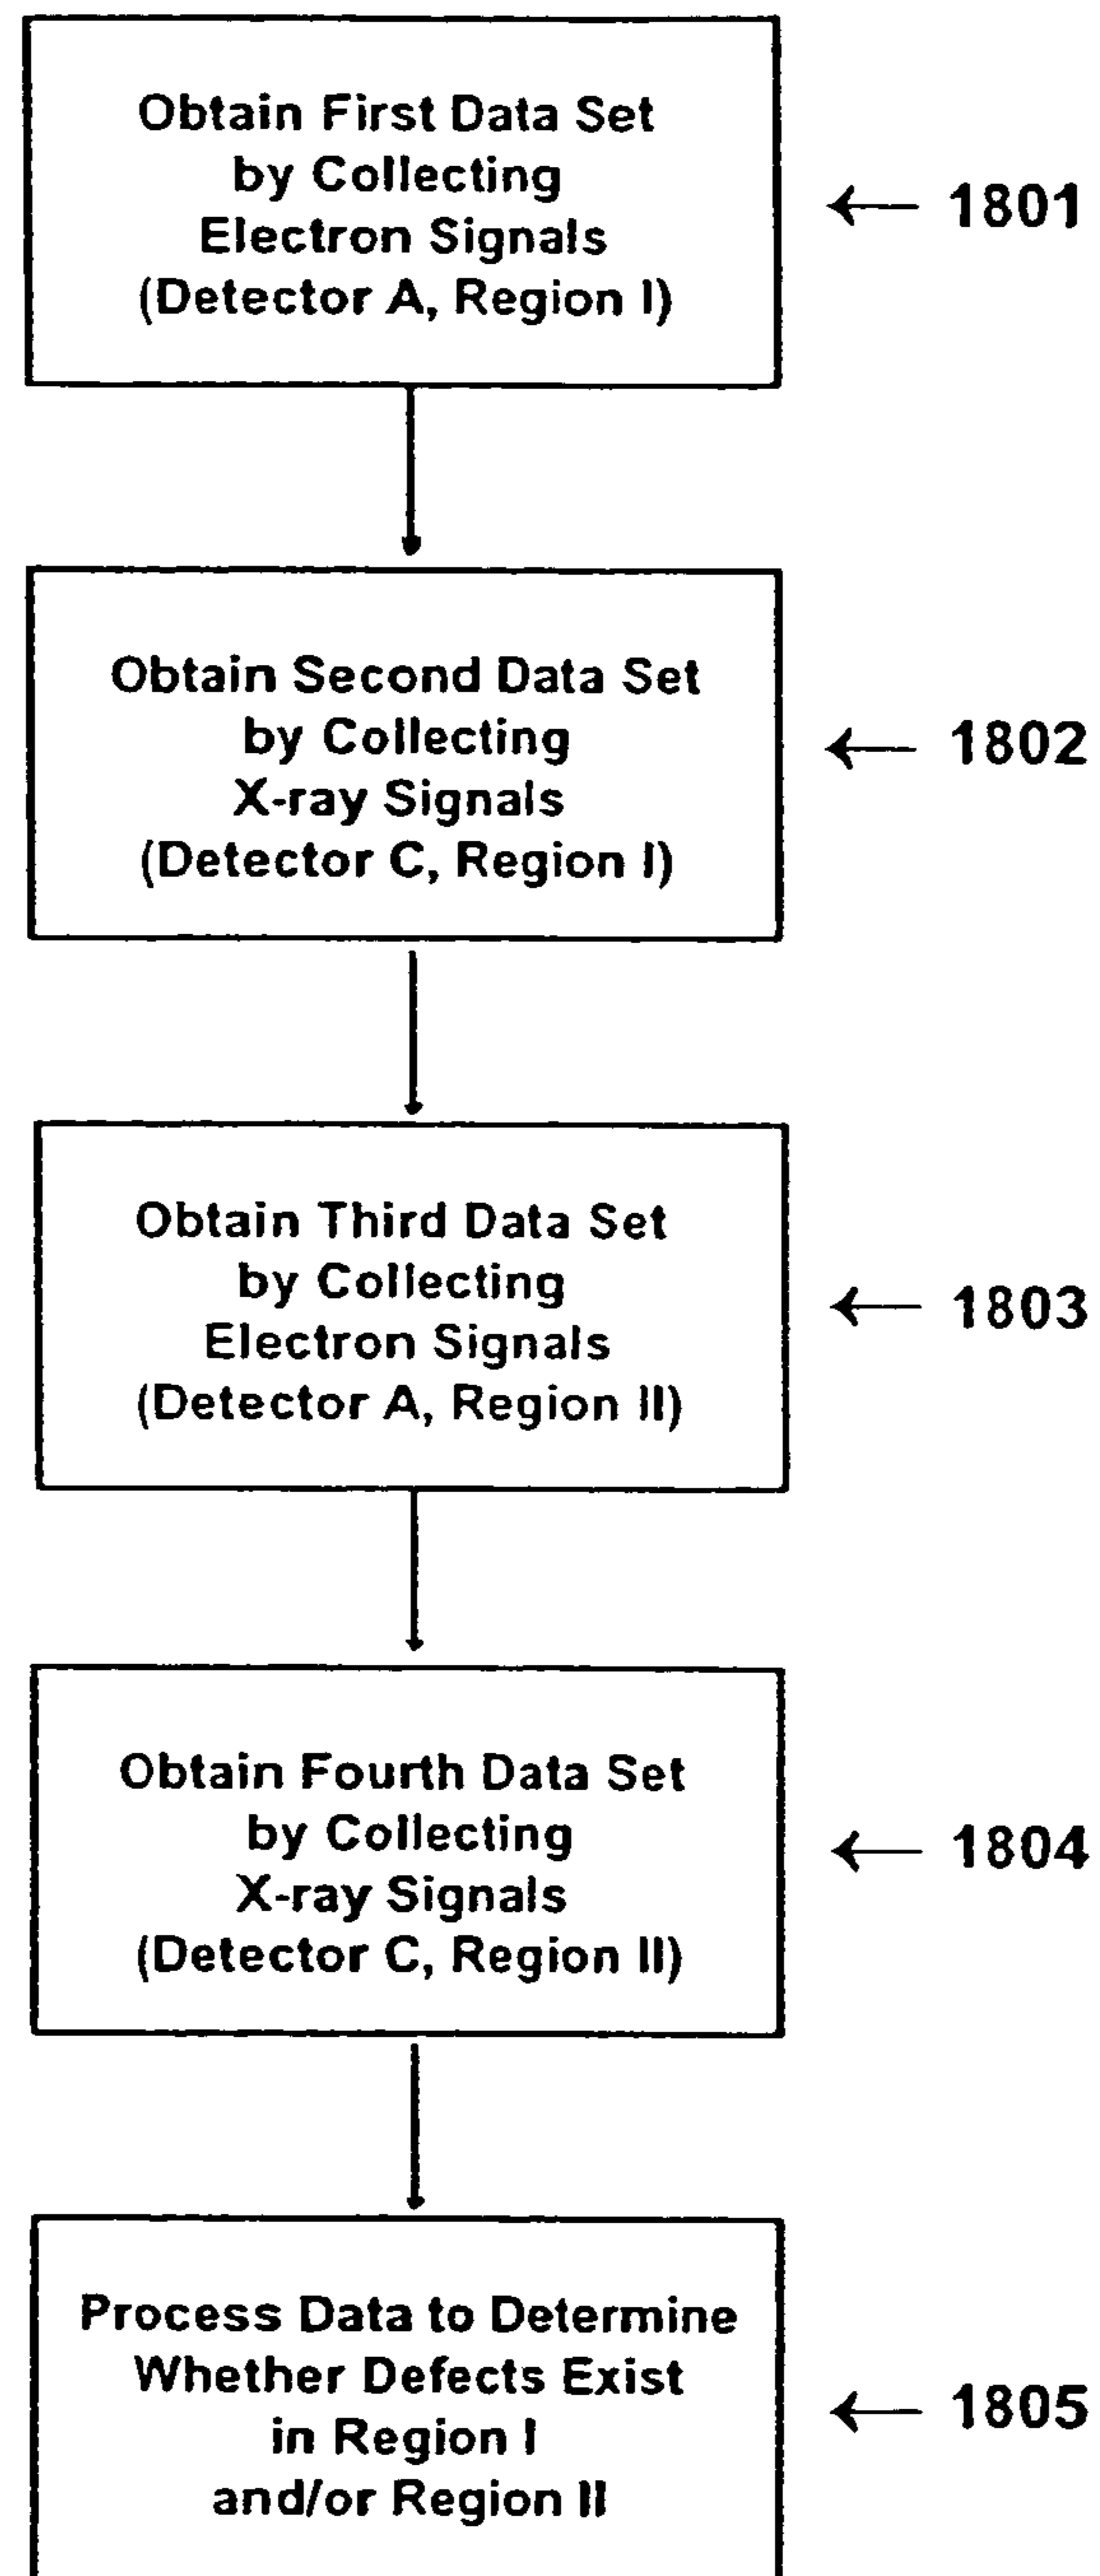 Obtain First Data Set
by Collecting
Electron Signals
(Detector A, Region I)
1801
Obtain Second Data Set
by Collecting
X-ray Signals
(Detector C, Region I)
1802
Obtain Third Data Set
by Collecting
Electron Signals
(Detector A, Region II)
1803
Obtain Fourth Data Set
by Collecting
X-ray Signals
(Detector C, Region II)
1804
Process Data to Determine
Whether Defects Exist
in Region I
and/or Region II
1805